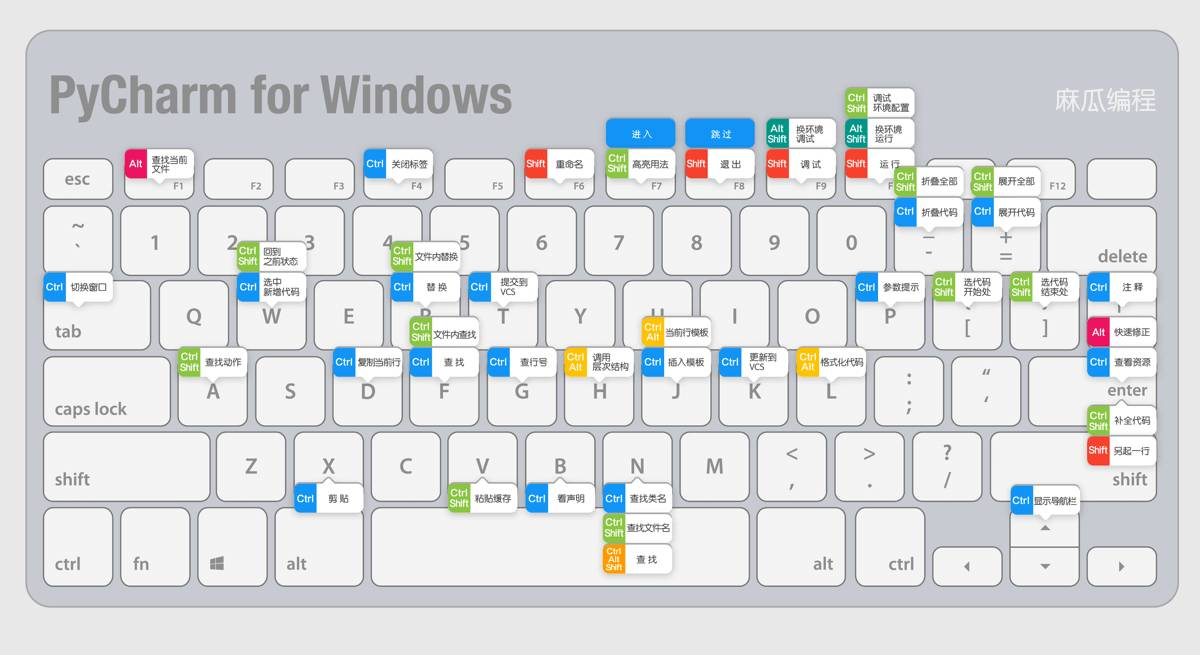 PyCharm for Windows
麻瓜编程
Ctrl Shift 调试 环境配置
进入
跳过
Alt Shift 换环境 调试
Alt Shift 换环境 运行
esc
Alt 查找当前 文件
F1
F2
F3
Ctrl 关闭标签
F4
F5
Shift 重命名
F6
Ctrl Shift 高亮用法
F7
Shift 退出
F8
Shift 调试
F9
Shift 运行
F
Ctrl Shift 折叠全部
Ctrl Shift 展开全部
F12
~
`
1
2
3
4
5
6
7
8
9
0
Ctrl 折叠代码
–
-
Ctrl 展开代码
+
=
delete
Ctrl 切换窗口
tab
Q
Ctrl Shift 回到 之前状态
Ctrl 选中 新增代码
W
E
Ctrl Shift 文件内替换
Ctrl 替换
R
Ctrl 提交到 VCS
T
Y
U
I
O
Ctrl 参数提示
P
Ctrl Shift 选代码 开始处
[
Ctrl Shift 选代码 结束处
]
Ctrl 注释
caps lock
Ctrl Shift 查找动作
A
S
Ctrl 复制当前行
D
Ctrl Shift 文件内查找
Ctrl 查找
F
Ctrl 查行号
G
Ctrl Alt 调用 层次结构
H
Ctrl Alt 当前行模板
Ctrl 插入模板
J
Ctrl 更新到 VCS
K
Ctrl Alt 格式化代码
L
:
;
“
‘
Alt 快速修正
Ctrl 查看资源
enter
Ctrl Shift 补全代码
Shift 另起一行
shift
Z
X
Ctrl 剪贴
C
V
Ctrl Shift 粘贴缓存
B
Ctrl 看声明
N
Ctrl 查找类名
Ctrl Shift 查找文件名
Ctrl Alt Shift 查找
M
<
,
>
.
?
/
shift
Ctrl 显示导航栏
ctrl
fn
alt
alt
ctrl